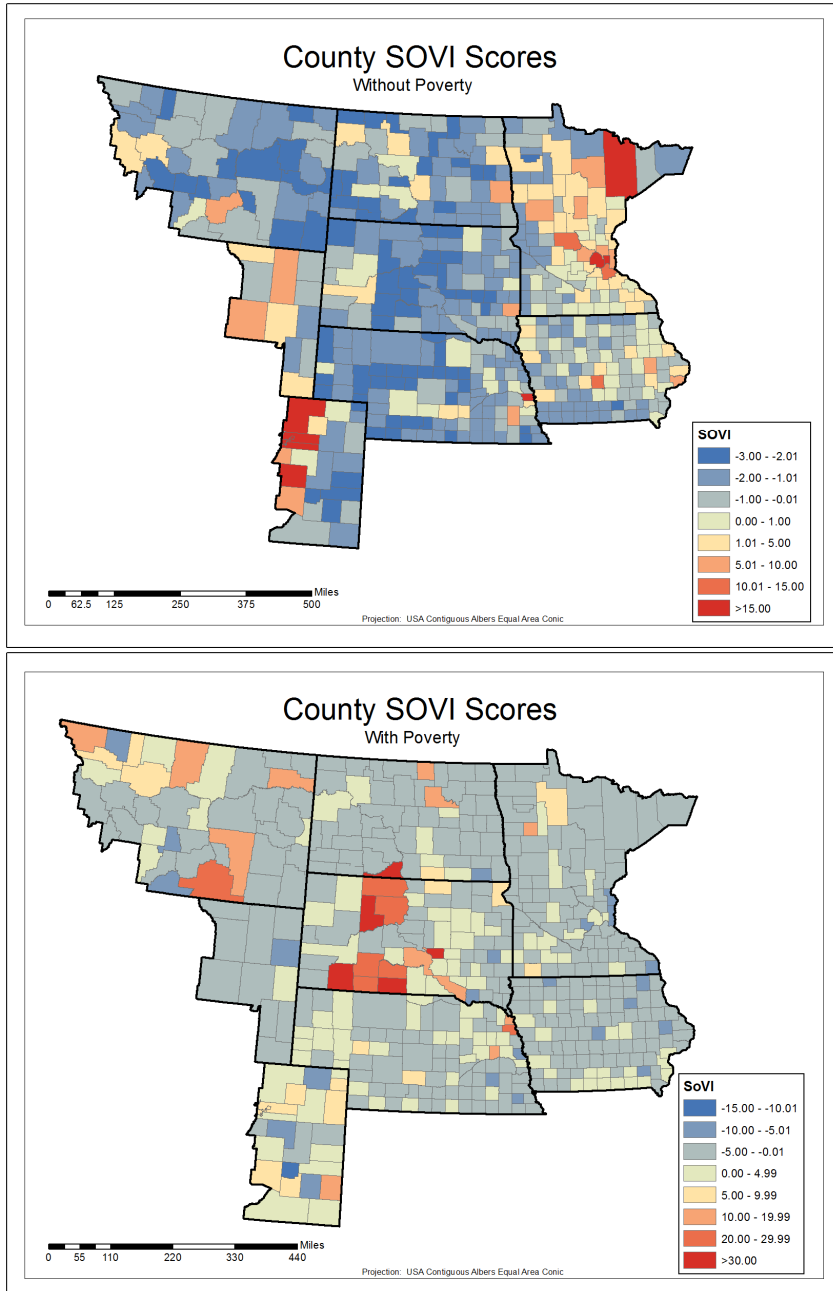 County SOVI Scores
Without Poverty
SOVI
-3.00 - -2.01
-2.00 - -1.01
-1.00 - -0.01
0.00 - 1.00
1.01 - 5.00
5.01 - 10.00
10.01 - 15.00
>15.00
Miles
0 62.5 125 250 375 500
Projection: USA Contiguous Albers Equal Area Conic
County SOVI Scores
With Poverty
SoVI
-15.00 - -10.01
-10.00 - -5.01
-5.00 - -0.01
0.00 - 4.99
5.00 - 9.99
10.00 - 19.99
20.00 - 29.99
>30.00
Miles
0 55 110 220 330 440
Projection: USA Contiguous Albers Equal Area Conic